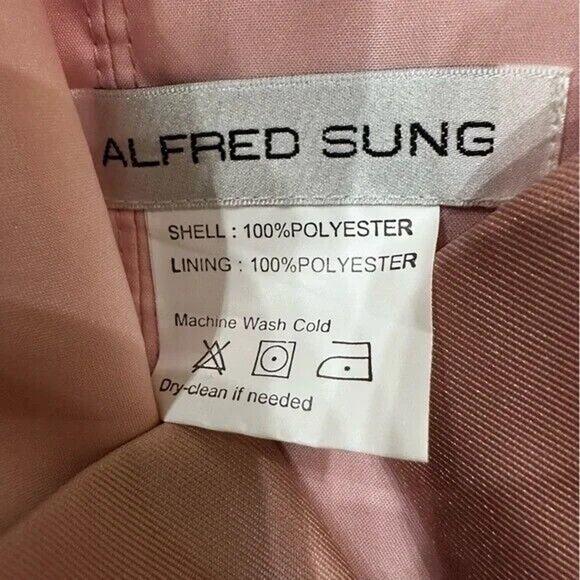 ALFRED SUNG
SHELL : 100%POLYESTER
LINING : 100%POLYESTER
Machine Wash Cold
Dry-clean if needed